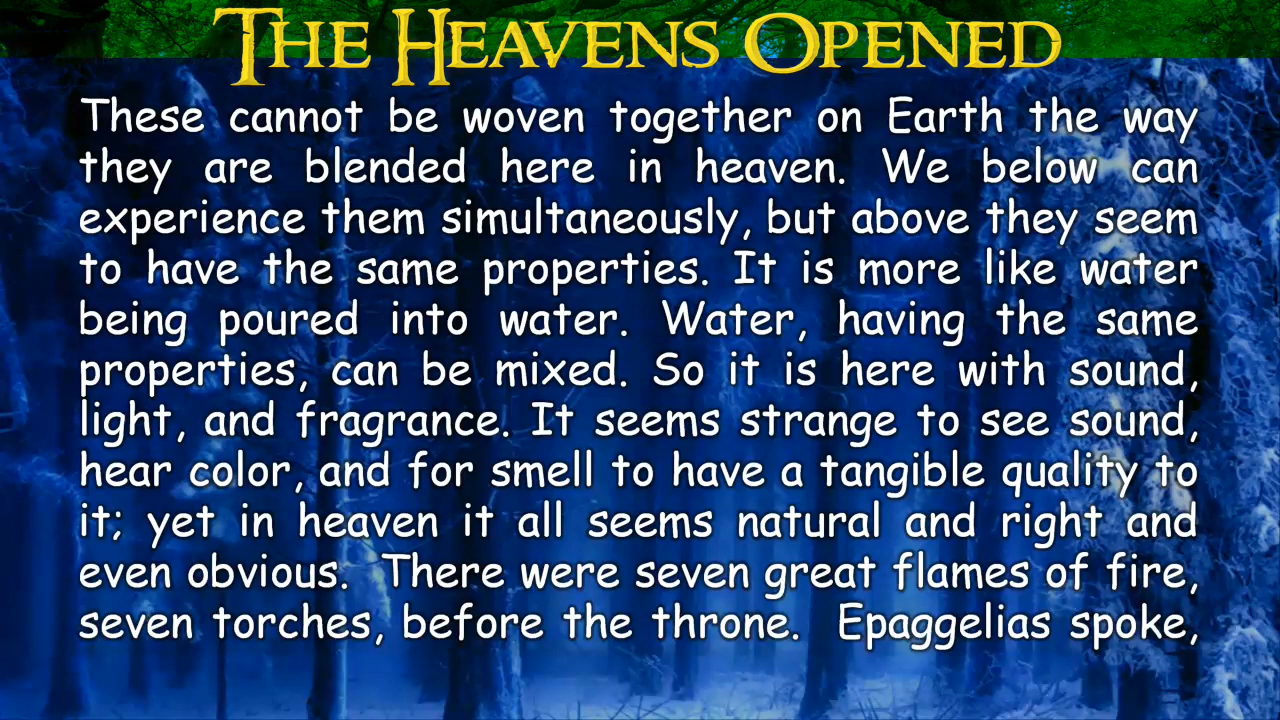 The Heavens Opened
These cannot be woven together on Earth the way
they are blended here in heaven. We below can
experience them simultaneously, but above they seem
to have the same properties. It is more like water
being poured into water. Water, having the same
properties, can be mixed. So it is here with sound,
light, and fragrance. It seems strange to see sound,
hear color, and for smell to have a tangible quality to
it; yet in heaven it all seems natural and right and
even obvious.  There were seven great flames of fire,
seven torches, before the throne.  Epaggelias spoke,